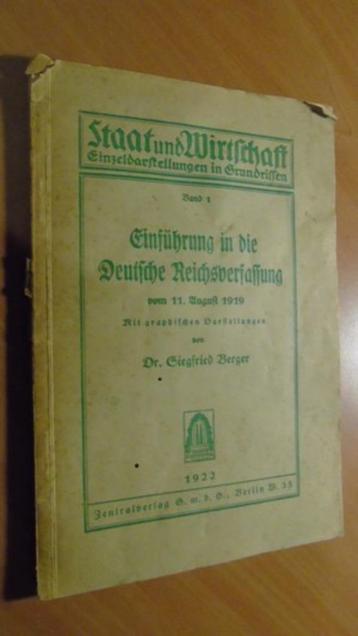 Staat und Wirtschaft
Einzeldarstellungen in Grundrissen
Band 1
Einführung in die
Deutsche Reichsverfassung
vom 11. August 1919
Mit graphischen Darstellungen
von
Dr. Siegfried Berger
1922
Zentralverlag G. m. b. H., Berlin W. 35